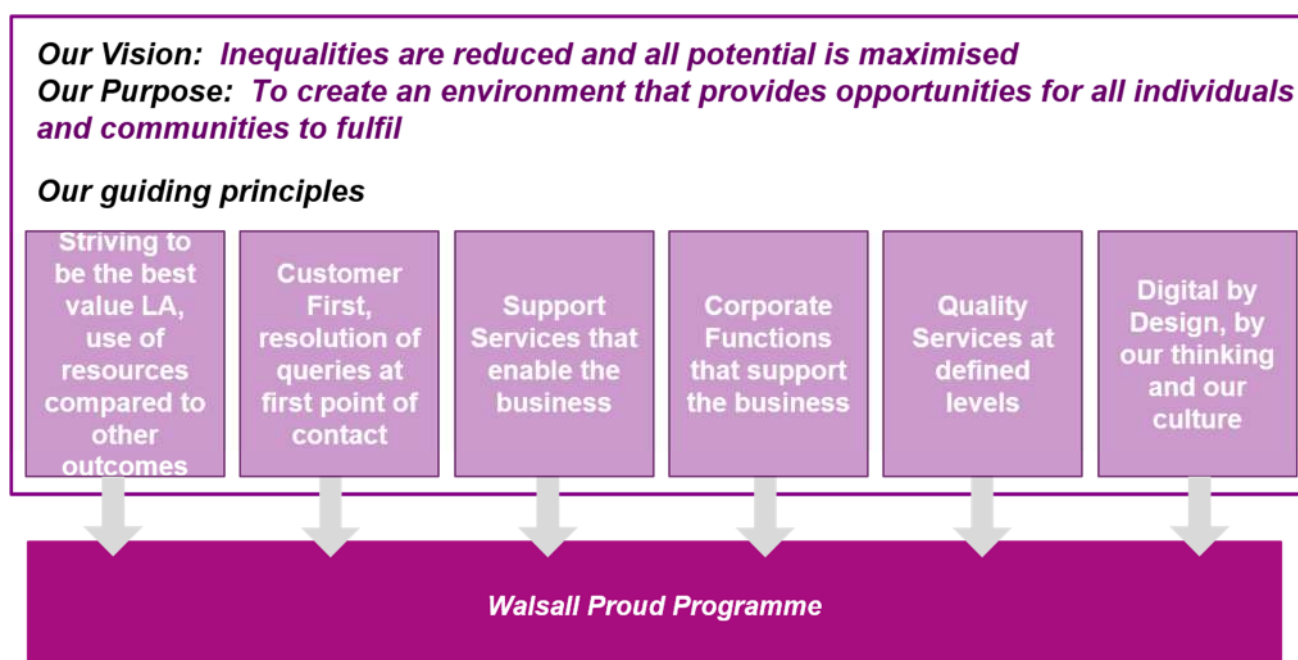 Our Vision: Inequalities are reduced and all potential is maximised
Our Purpose: To create an environment that provides opportunities for all individuals
and communities to fulfil
Our guiding principles
Striving to
be the best
value LA,
use of
resources
compared to
other
outcomes
Customer
First,
resolution of
queries at
first point of
contact
Support
Services that
enable the
business
Corporate
Functions
that support
the business
Quality
Services at
defined
levels
Digital by
Design, by
our thinking
and our
culture
Walsall Proud Programme